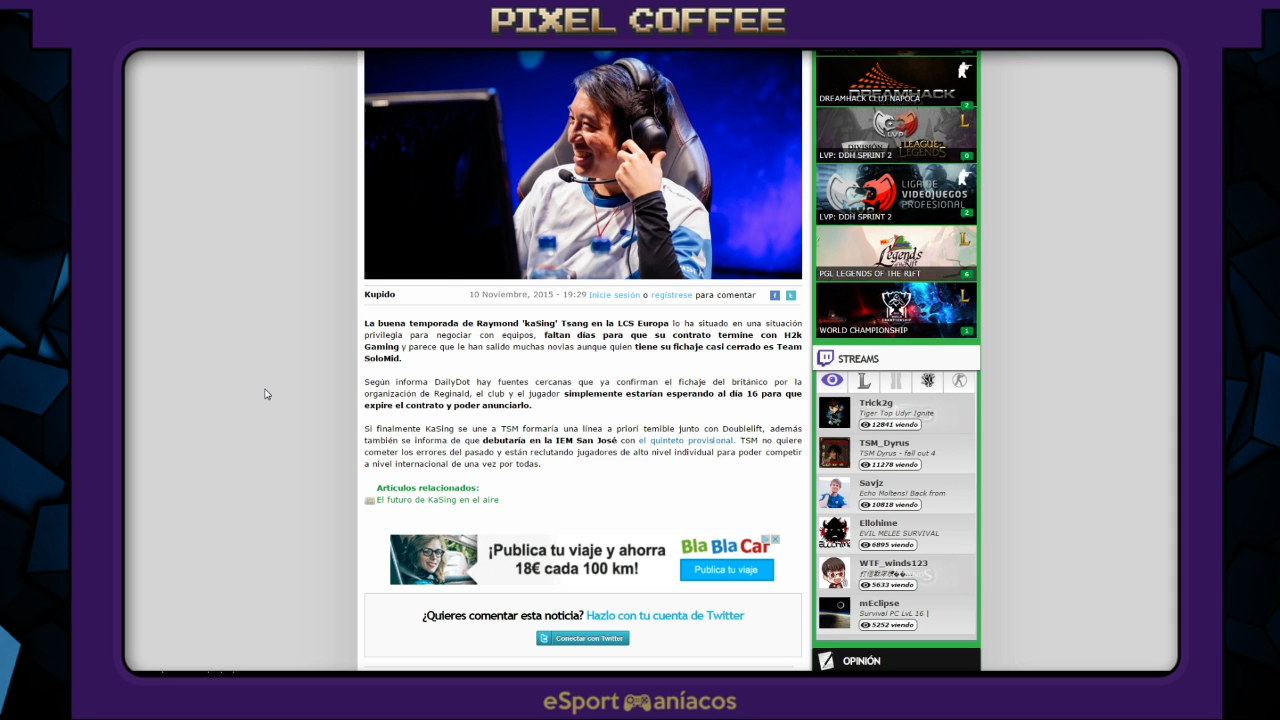 PIXEL COFFEE
DREAMHACK
DREAMHACK CLUJ NAPOCA
2
LVP
DIVISIÓN
LEAGUE
LEGENDS
LVP: DDH SPRINT 2
0
LVP
LIGA DE
VIDEOJUEGOS
PROFESIONAL
LVP: DDH SPRINT 2
2
Legends
PGL LEGENDS OF THE RIFT
6
CHAMPIONSHIP
WORLD CHAMPIONSHIP
1
Kupido
10 Noviembre, 2015 - 19:29 Inicie sesión o regístrese para comentar
La buena temporada de Raymond 'kaSing' Tsang en la LCS Europa lo ha situado en una situación
privilegia para negociar con equipos, faltan días para que su contrato termine con H2k
Gaming y parece que le han salido muchas novias aunque quien tiene su fichaje casi cerrado es Team
SoloMid.
Según informa DailyDot hay fuentes cercanas que ya confirman el fichaje del británico por la
organización de Reginald, el club y el jugador simplemente estarían esperando al día 16 para que
expire el contrato y poder anunciarlo.
Si finalmente KaSing se une a TSM formaría una línea a priori temible junto con Doublelift, además
también se informa de que debutaría en la IEM San José con el quinteto provisional. TSM no quiere
cometer los errores del pasado y están reclutando jugadores de alto nivel individual para poder competir
a nivel internacional de una vez por todas.
Artículos relacionados:
El futuro de KaSing en el aire
¡Publica tu viaje y ahorra
18€ cada 100 km!
BlaBlaCar
Publica tu viaje
¿Quieres comentar esta noticia? Hazlo con tu cuenta de Twitter
Conectar con Twitter
STREAMS
Trick2g
Tiger Top Udyr Ignite
12841 viendo
TSM_Dyrus
TSM Dyrus - fall out 4
11278 viendo
Savjz
Echo Moltens! Back from
10818 viendo
Ellohime
EVIL MELEE SURVIVAL
6895 viendo
WTF_winds123
5633 viendo
mEclipse
Survival PC LvL 16 |
5252 viendo
OPINIÓN
eSport maníacos